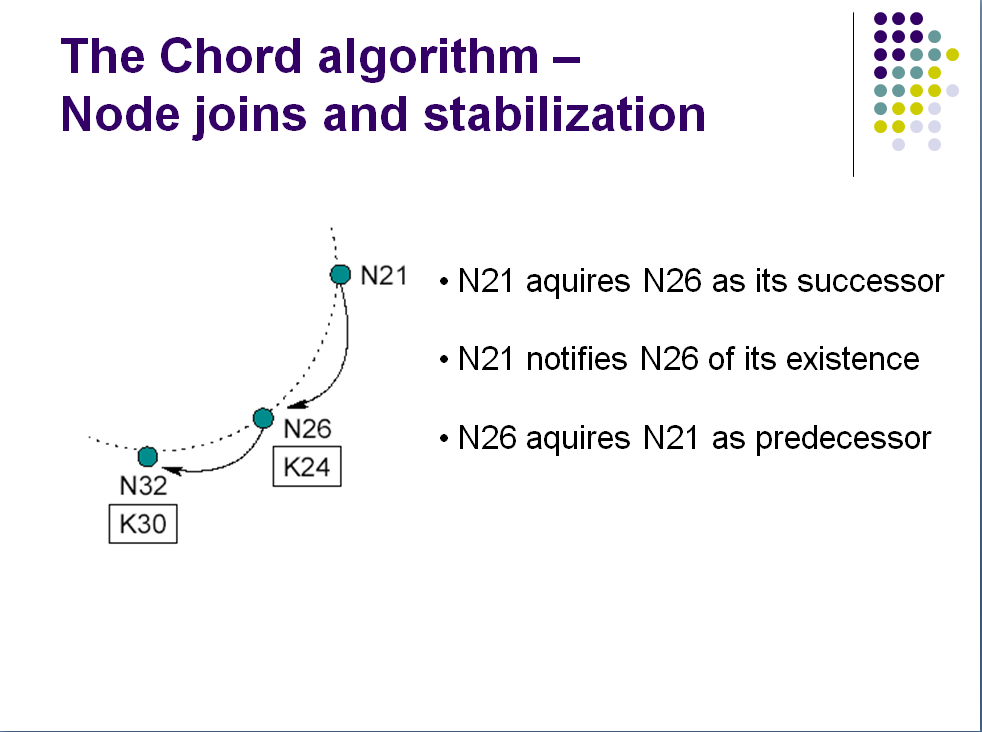 The Chord algorithm –
Node joins and stabilization
N21
• N21 aquires N26 as its successor
• N21 notifies N26 of its existence
N26
• N26 aquires N21 as predecessor
K24
N32
K30